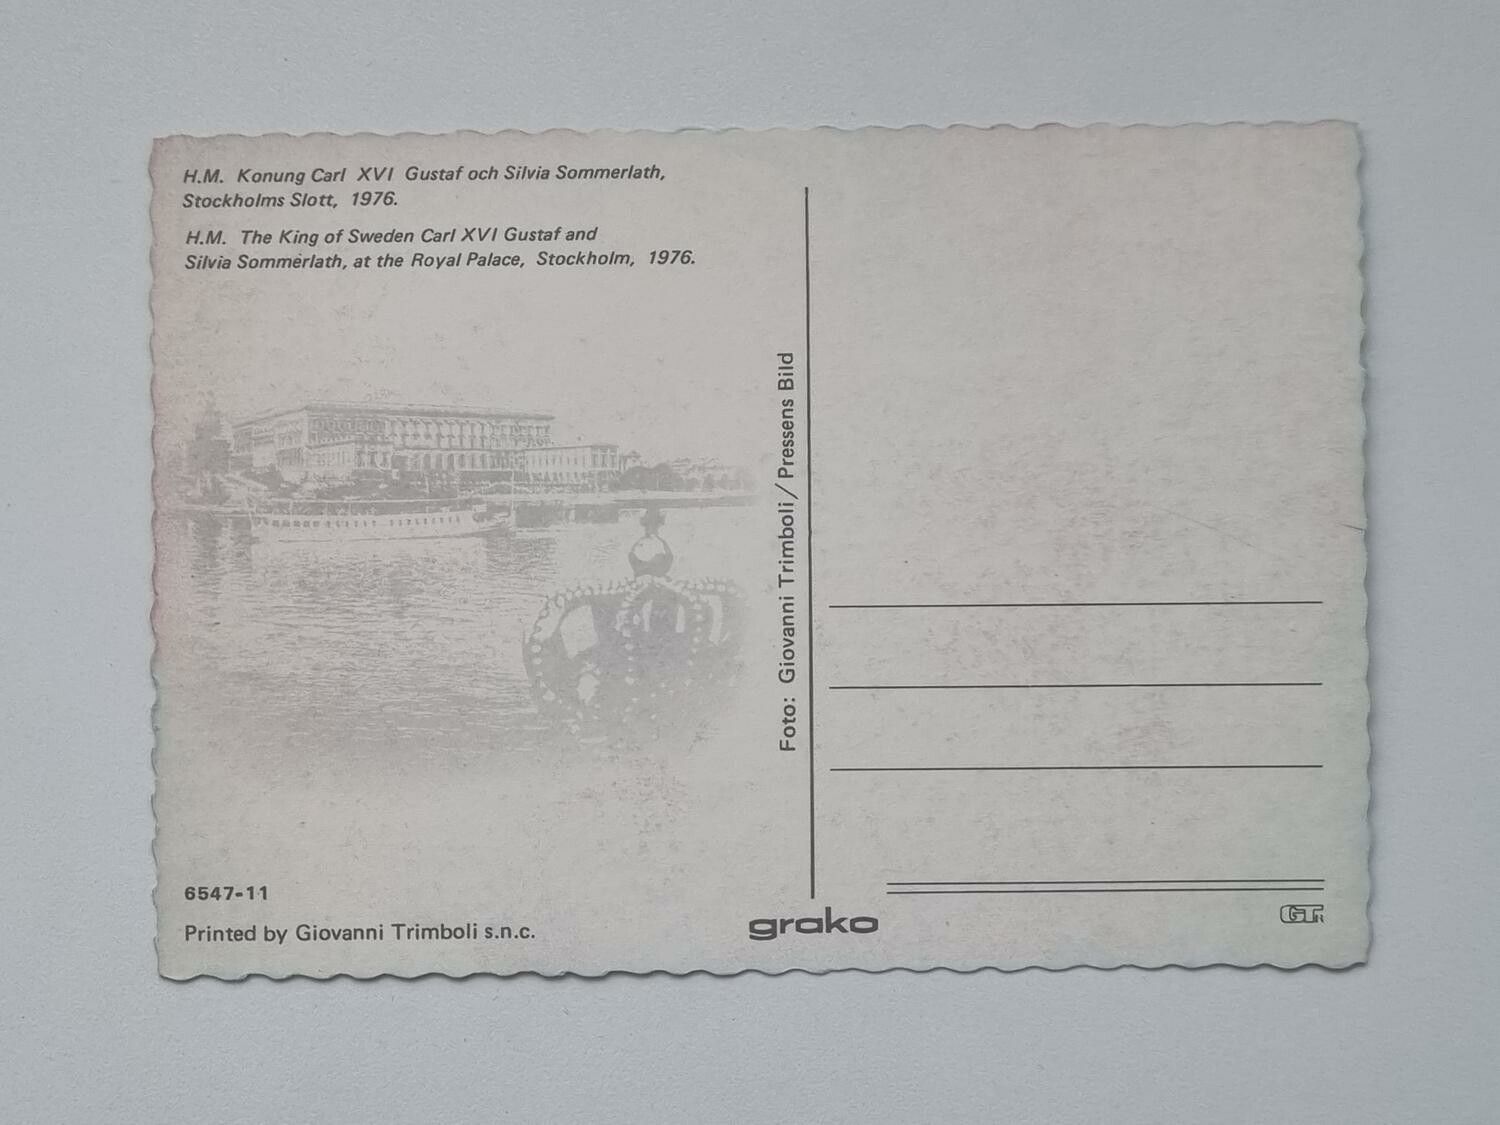 H.M. Konung Carl XVI Gustaf och Silvia Sommerlath,
Stockholms Slott, 1976.
H.M. The King of Sweden Carl XVI Gustaf and
Silvia Sommerlath, at the Royal Palace, Stockholm, 1976.
Foto: Giovanni Trimboli/Pressens Bild
6547-11
Printed by Giovanni Trimboli s.n.c.
grako